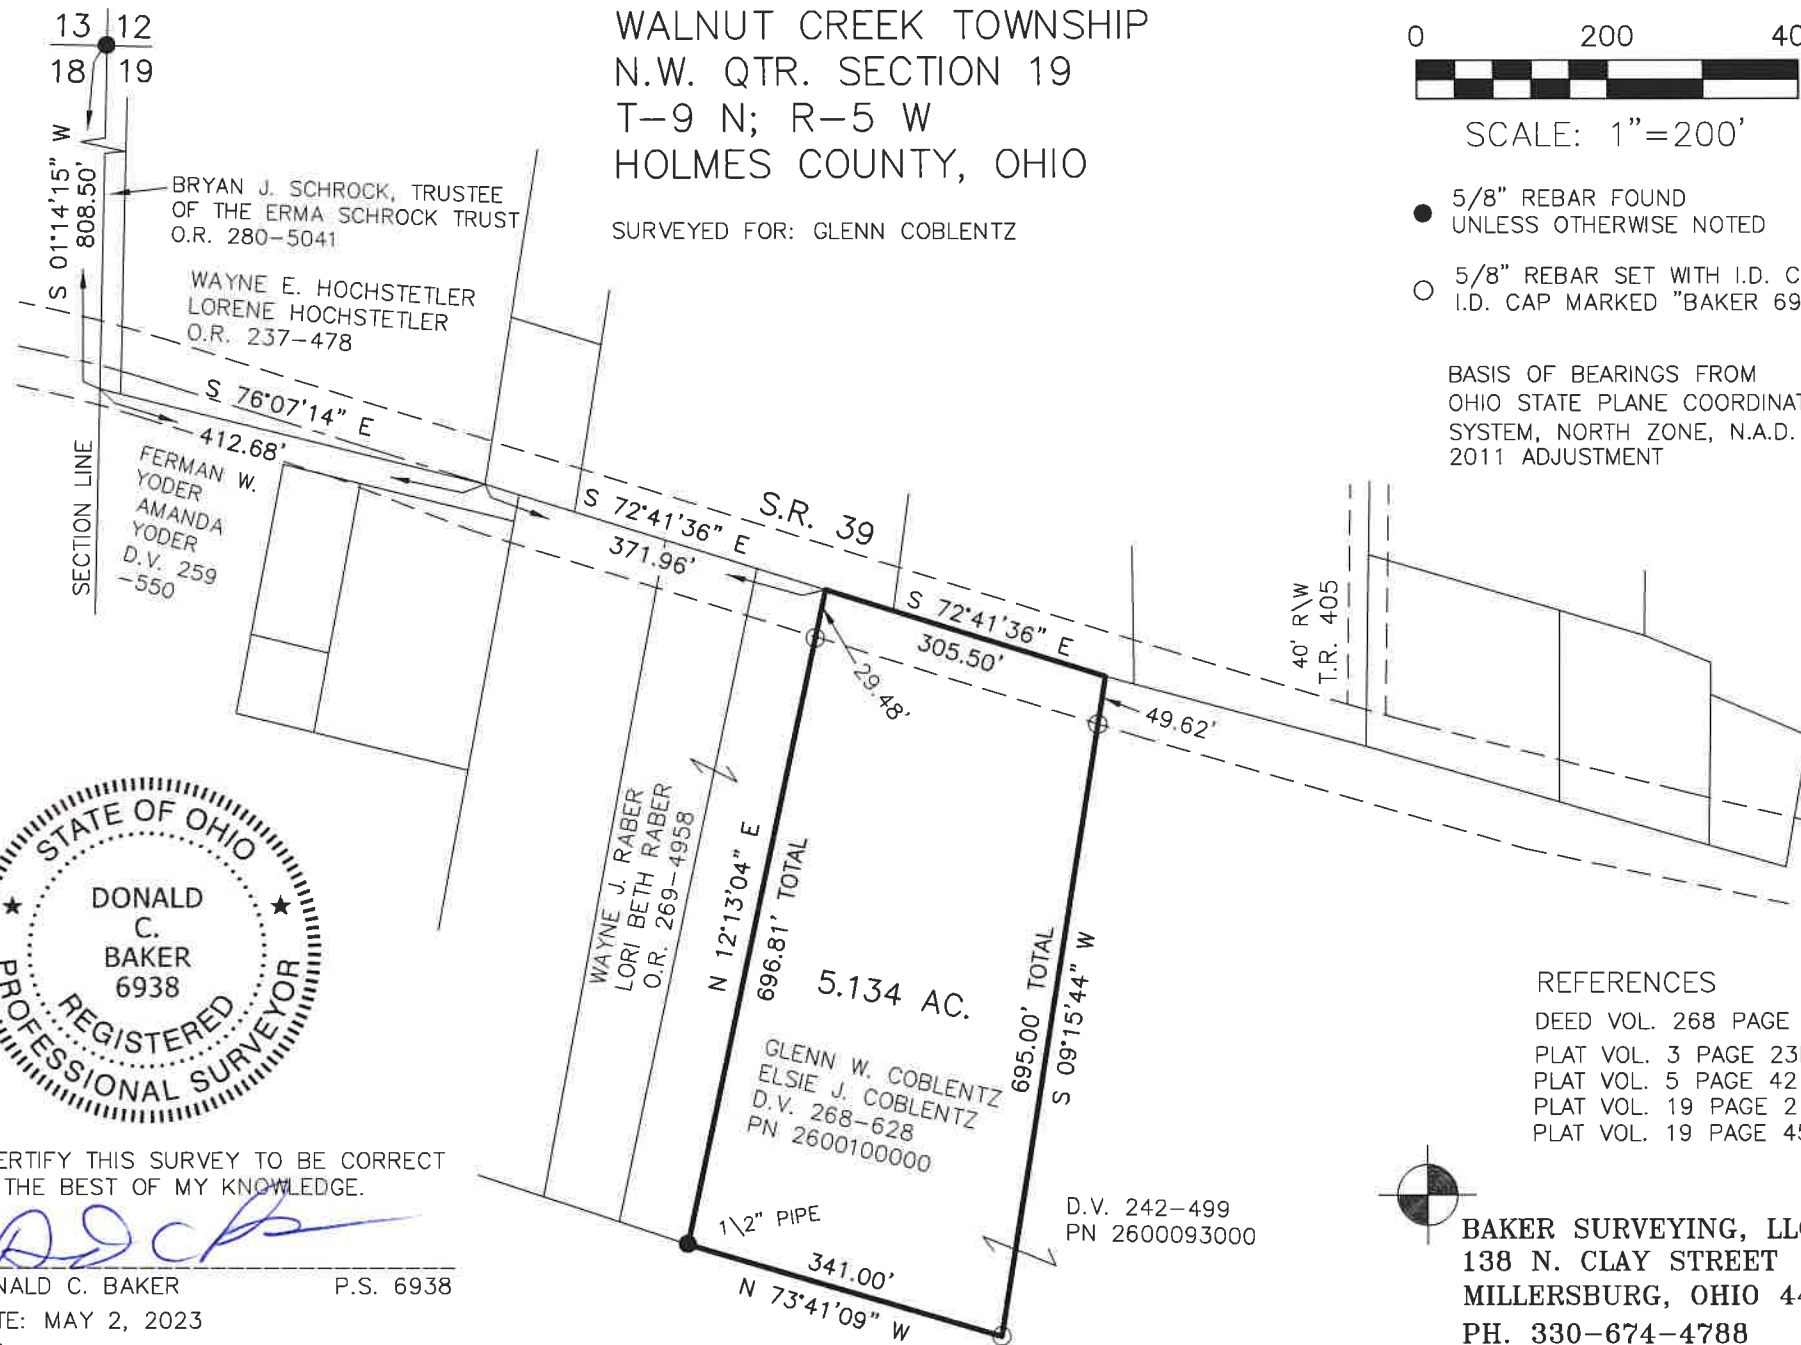 13 12
18 19
WALNUT CREEK TOWNSHIP
N.W. QTR. SECTION 19
T-9 N; R-5 W
HOLMES COUNTY, OHIO
SURVEYED FOR: GLENN COBLENTZ
0 200
SCALE: 1"=200'
5/8" REBAR FOUND
UNLESS OTHERWISE NOTED
5/8" REBAR SET WITH I.D.
I.D. CAP MARKED "BAKER
BASIS OF BEARINGS FROM
OHIO STATE PLANE
SYSTEM, NORTH ZONE, N.A.D.
2011 ADJUSTMENT
S 01°14'15" W
808.50'
BRYAN J. SCHROCK, TRUSTEE
OF THE ERMA SCHROCK TRUST
O.R. 280-5041
WAYNE E. HOCHSTETLER
LORENE HOCHSTETLER
O.R. 237-478
S 76°07'14" E
412.68'
SECTION LINE
FERMAN W.
YODER
AMANDA
YODER
D.V. 259
-550
S 72°41'36" E
371.96'
S.R. 39
S 72°41'36" E
305.50'
29.48'
49.62'
40' R\W
T.R. 405
WAYNE J. RABER
LORI BETH RABER
O.R. 269-4958
N 12°13'04" E
696.81' TOTAL
5.134 AC.
GLENN W. COBLENTZ
ELSIE J. COBLENTZ
D.V. 268-628
PN 2600100000
695.00' TOTAL
S 09°15'44" W
1\2" PIPE
341.00'
N 73°41'09" W
D.V. 242-499
PN 2600093000
STATE OF OHIO
DONALD
C.
BAKER
6938
REGISTERED
PROFESSIONAL SURVEYOR
THIS SURVEY TO BE CORRECT
THE BEST OF MY KNOWLEDGE.
C. BAKER P.S. 6938
MAY 2, 2023
REFERENCES
DEED VOL. 268 PAGE
PLAT VOL. 3 PAGE 23
PLAT VOL. 5 PAGE 42
PLAT VOL. 19 PAGE 2
PLAT VOL. 19 PAGE
BAKER SURVEYING,
138 N. CLAY STREET
MILLERSBURG, OHIO
PH. 330-674-4788